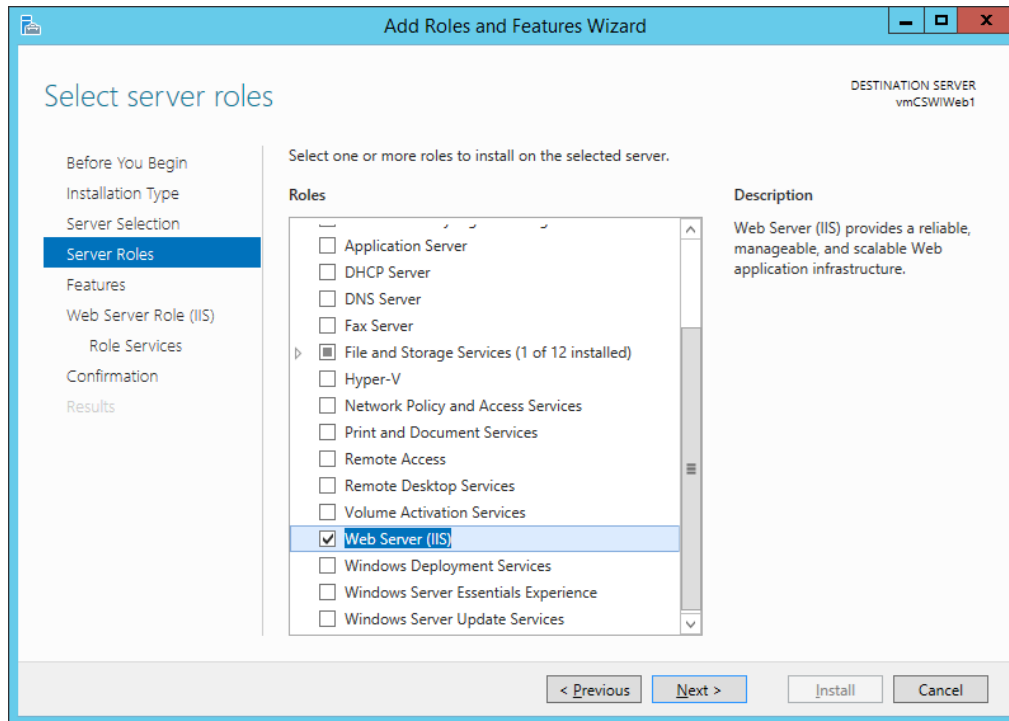 Add Roles and Features Wizard
Select server roles
DESTINATION SERVER
vmCSWIWeb1
Before You Begin
Installation Type
Server Selection
Server Roles
Features
Web Server Role (IIS)
Role Services
Confirmation
Results
Select one or more roles to install on the selected server.
Roles
Application Server
DHCP Server
DNS Server
Fax Server
File and Storage Services (1 of 12 installed)
Hyper-V
Network Policy and Access Services
Print and Document Services
Remote Access
Remote Desktop Services
Volume Activation Services
Web Server (IIS)
Windows Deployment Services
Windows Server Essentials Experience
Windows Server Update Services
Description
Web Server (IIS) provides a reliable,
manageable, and scalable Web
application infrastructure.
< Previous
Next >
Install
Cancel